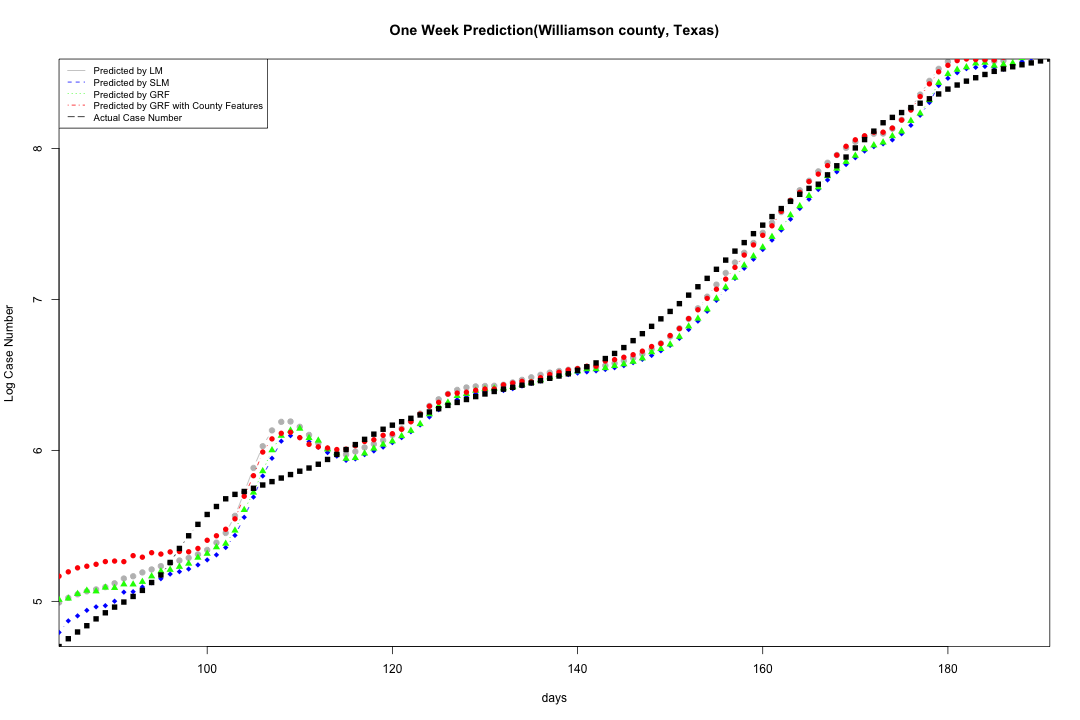 One Week Prediction(Williamson county, Texas)
Predicted by LM
Predicted by SLM
Predicted by GRF
Predicted by GRF with County Features
Actual Case Number
8
7
6
5
Log Case Number
100 120 140 160 180
days